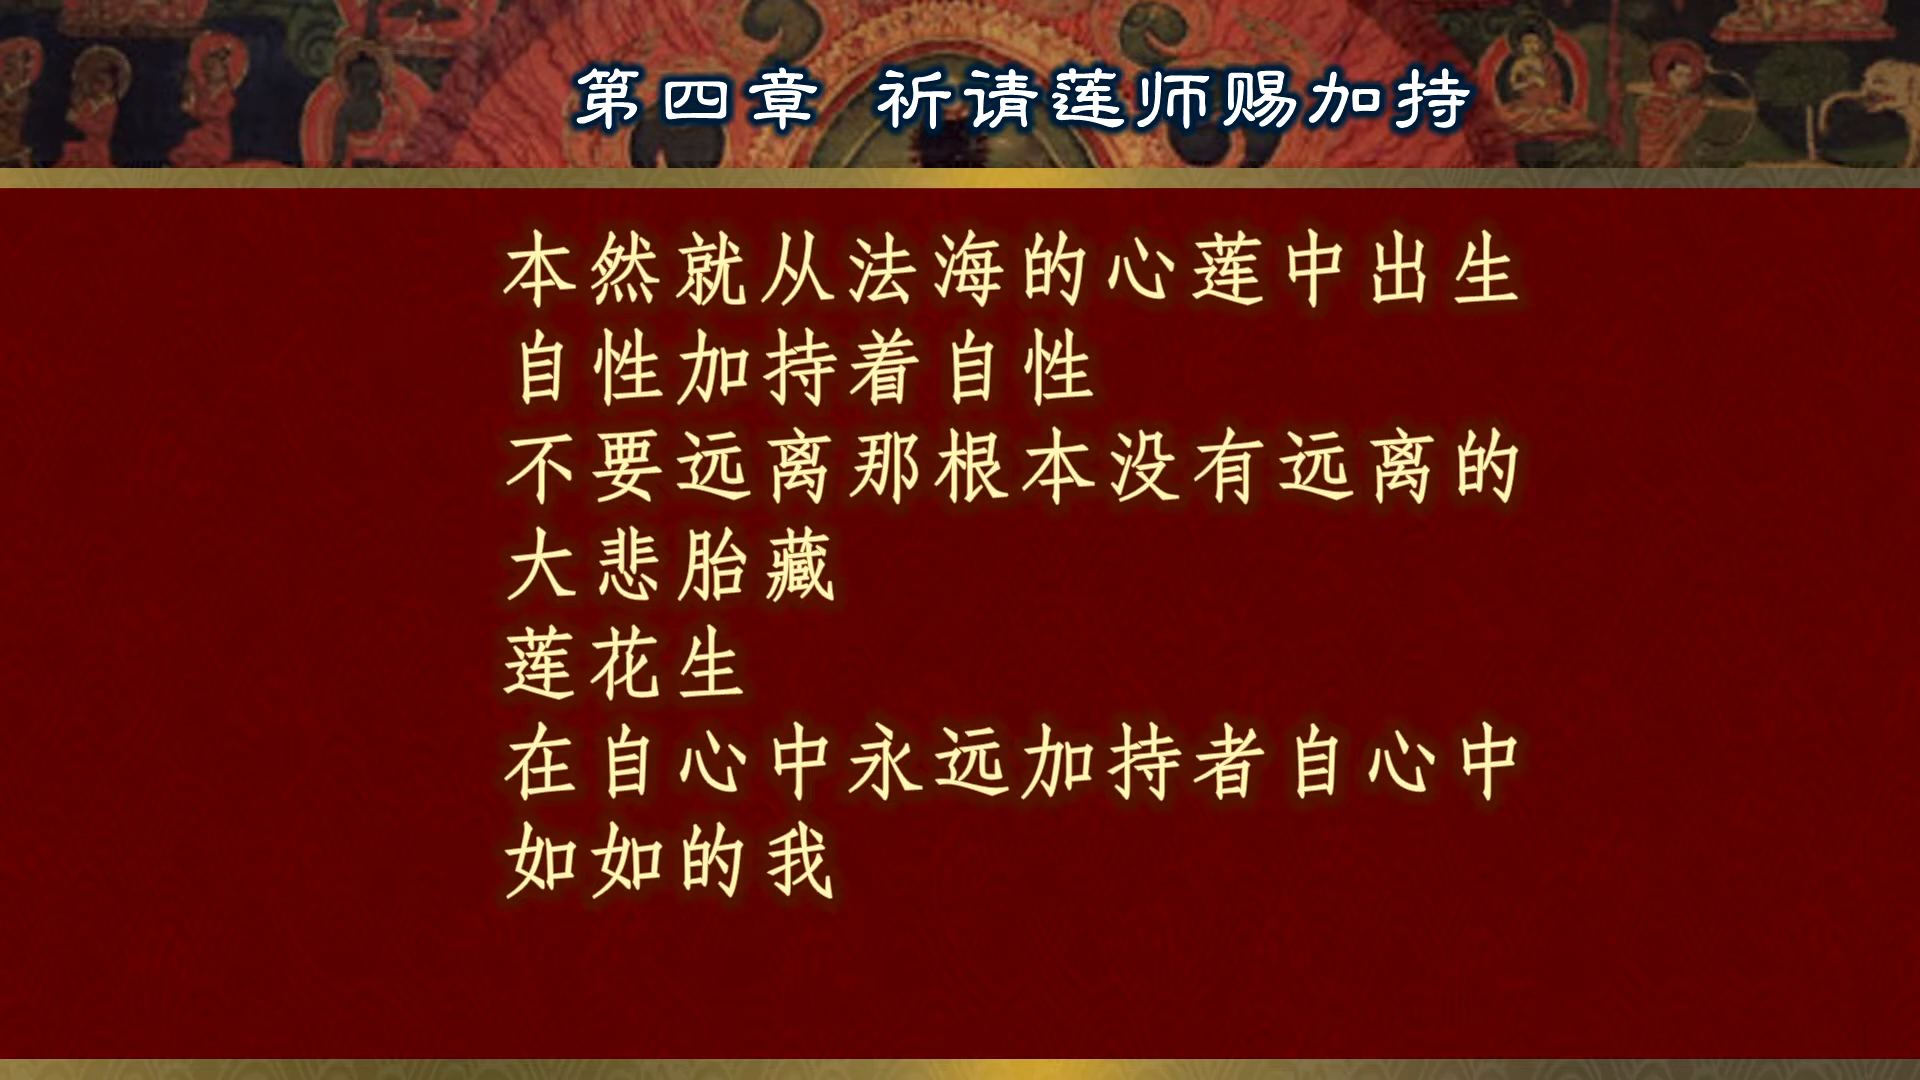 第四章 祈请莲师赐加持
本然就从法海的心莲中出生
自性加持着自性
不要远离那根本没有远离的
大悲胎藏
莲花生
在自心中永远加持者自心中
如如的我